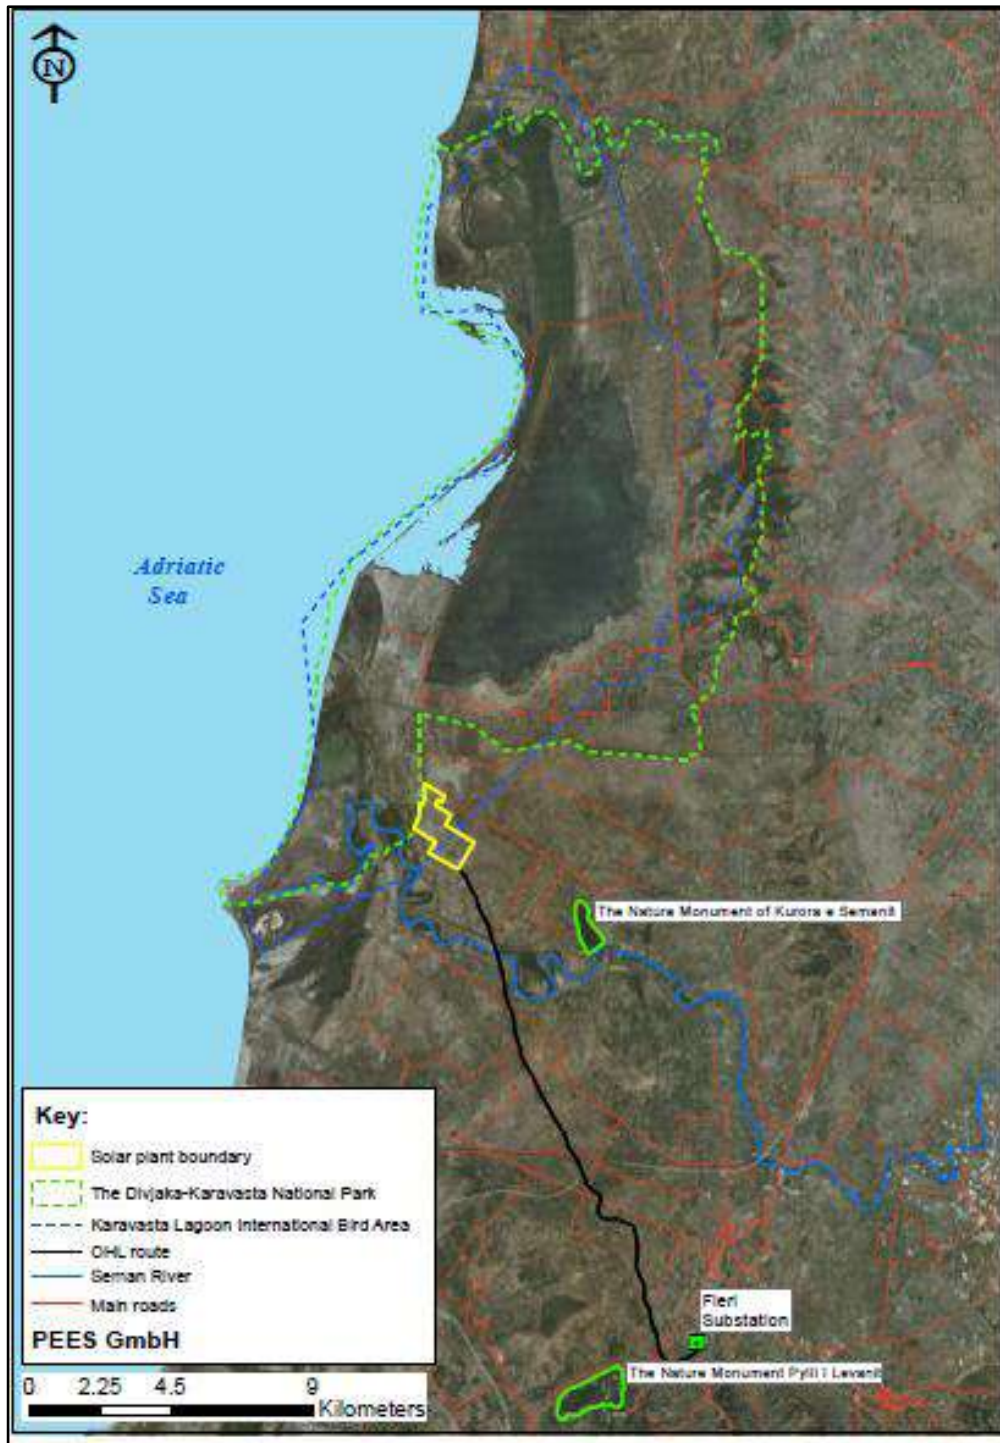 N
Adriatic
Sea
The Nature Monument of Kurora e Semanit
Key:
Solar plant boundary
The Divjaka-Karavasta National Park
Karavasta Lagoon International Bird Area
OHL route
Seman River
Main roads
PEES GmbH
0 2.25 4.5 9
Kilometers
Fieri
Substation
The Nature Monument Pylli i Levanit